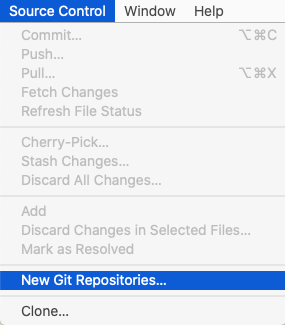 Source Control Window Help
Commit... ⌥⌘C
Push...
Pull... ⌥⌘X
Fetch Changes
Refresh File Status
Cherry-Pick...
Stash Changes...
Discard All Changes...
Add
Discard Changes in Selected Files...
Mark as Resolved
New Git Repositories...
Clone...